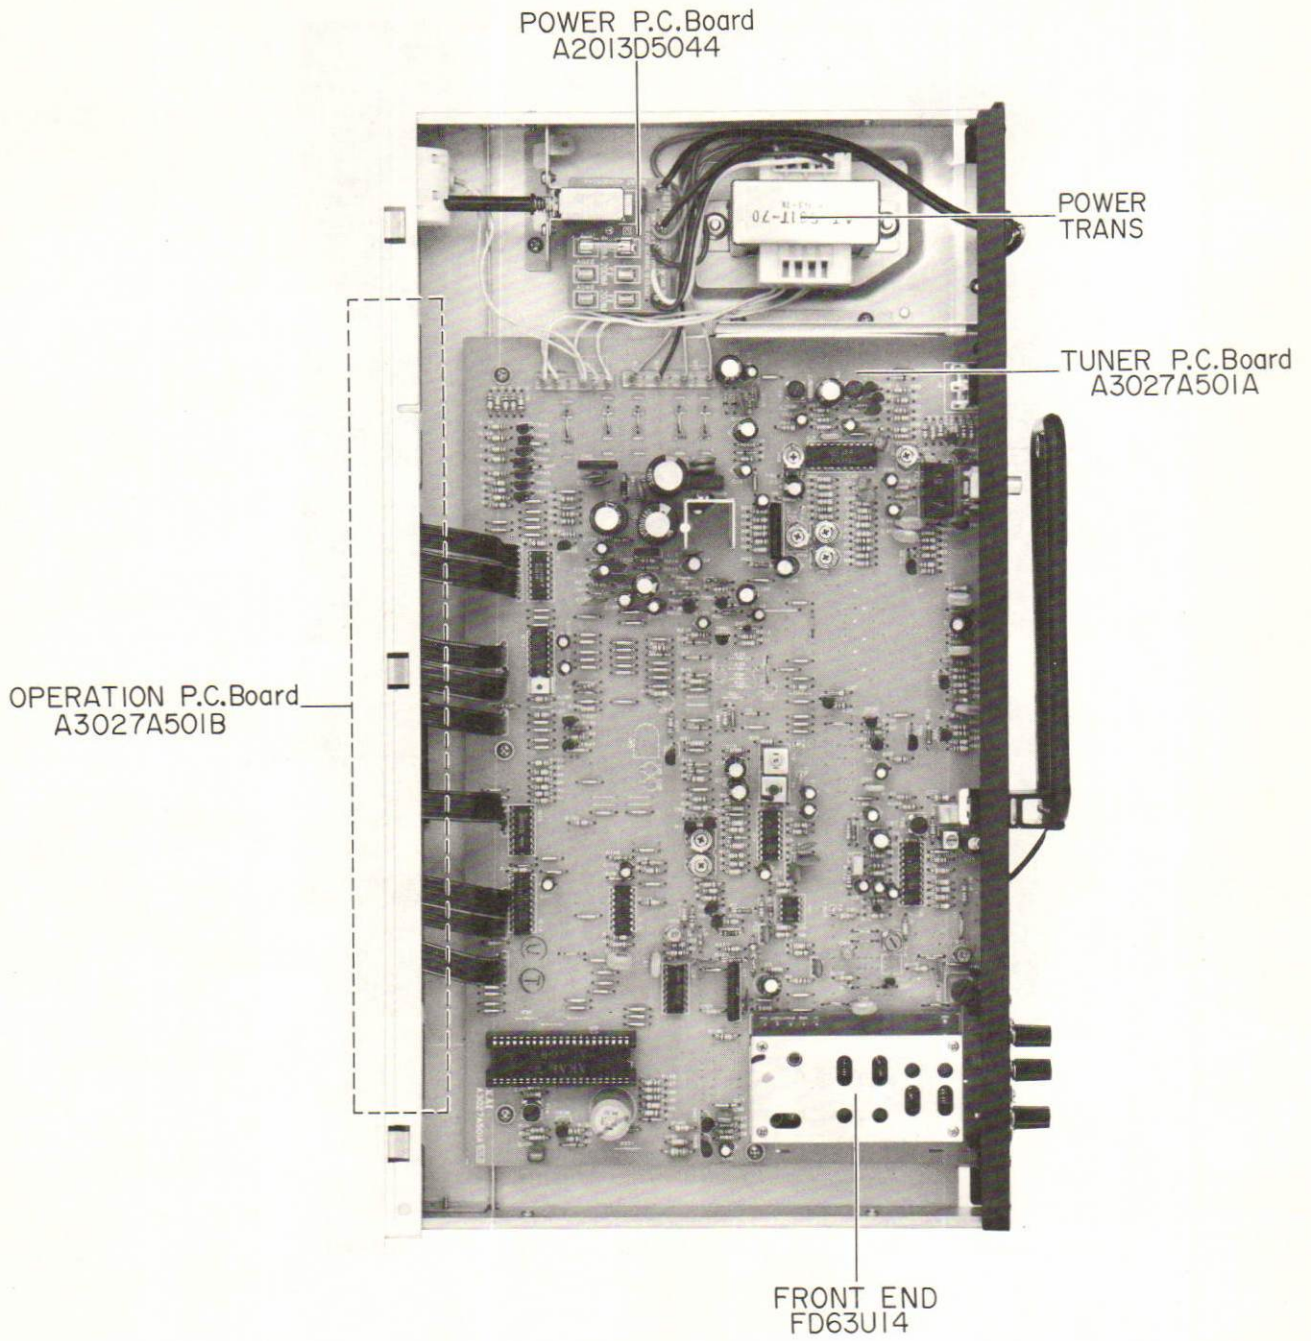 POWER P.C.Board
A2013D5044
POWER
TRANS
TUNER P.C.Board
A3027A501A
OPERATION P.C.Board
A3027A501B
FRONT END
FD63U14